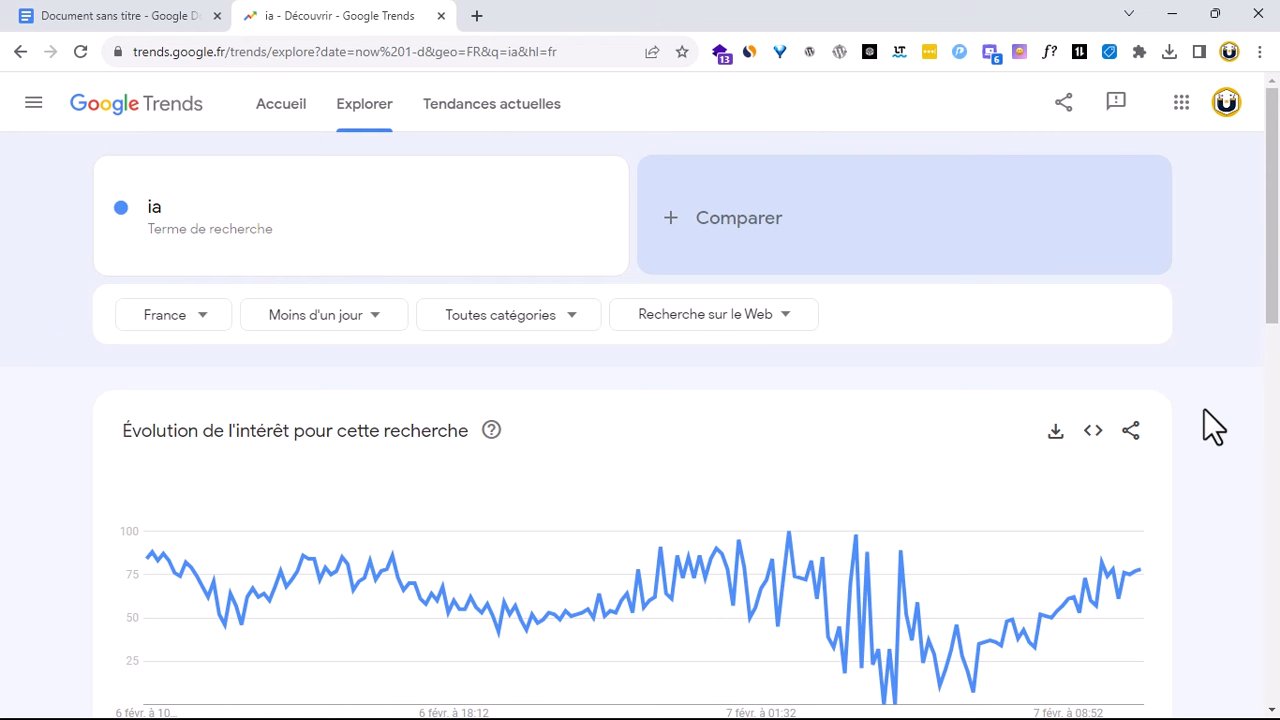 Document sans titre - Google D
ia - Découvrir - Google Trends
trends.google.fr/trends/explore?date=now%201-d&geo=FR&q=ia&hl=fr
13
6
Google Trends
Accueil
Explorer
Tendances actuelles
ia
Terme de recherche
+ Comparer
France
Moins d'un jour
Toutes catégories
Recherche sur le Web
Évolution de l'intérêt pour cette recherche
100
75
50
25
6 févr. à 10…
6 févr. à 18:12
7 févr. à 01:32
7 févr. à 08:52